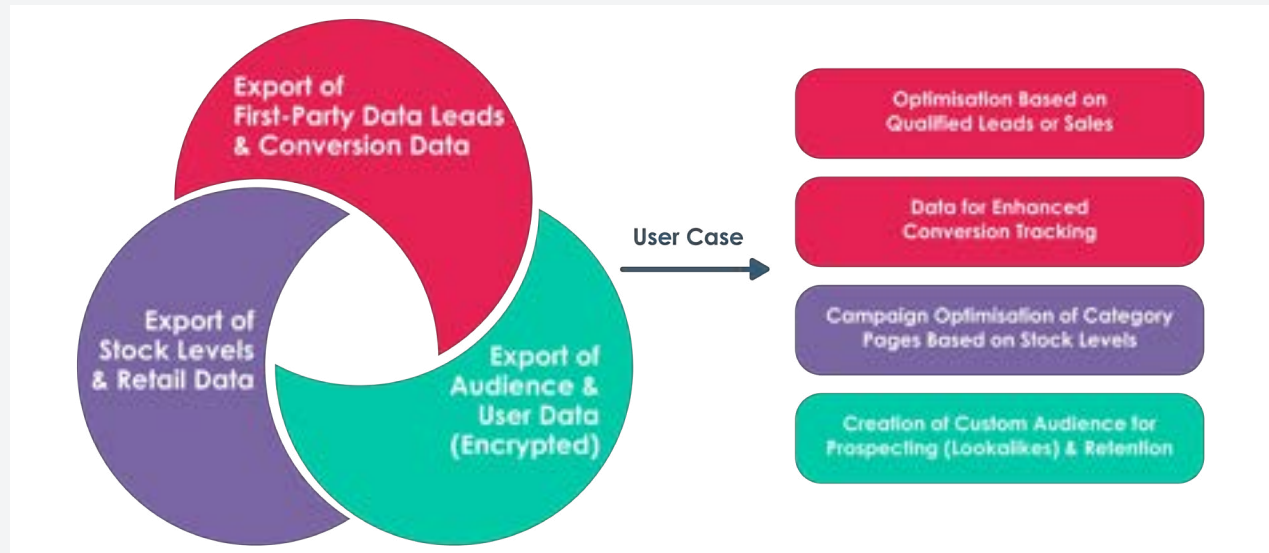 Export of
First-Party Data Leads
& Conversion Data
Export of
Stock Levels
& Retail Data
Export of
Audience &
User Data
(Encrypted)
User Case
Optimisation Based on
Qualified Leads or Sales
Data for Enhanced
Conversion Tracking
Campaign Optimisation of Category
Pages Based on Stock Levels
Creation of Custom Audience for
Prospecting (Lookalikes) & Retention